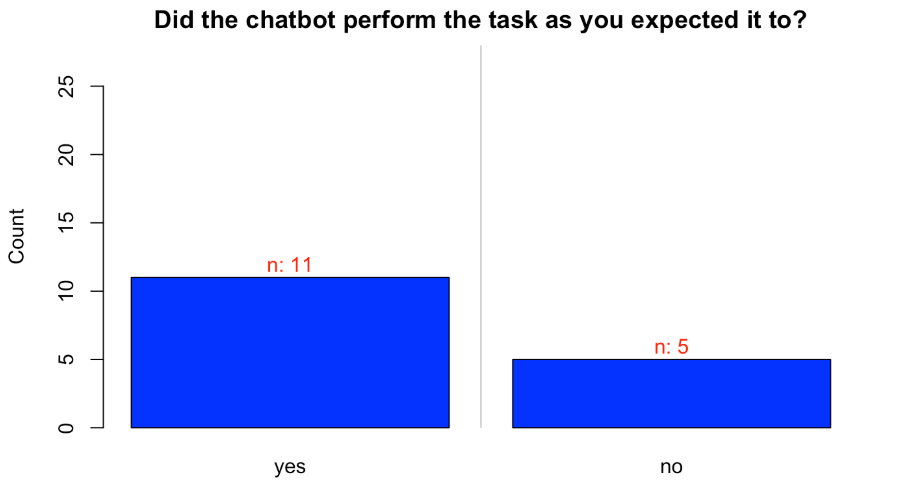 Did the chatbot perform the task as you expected it to?
Count
25
20
15
10
5
0
n: 11
n: 5
yes
no